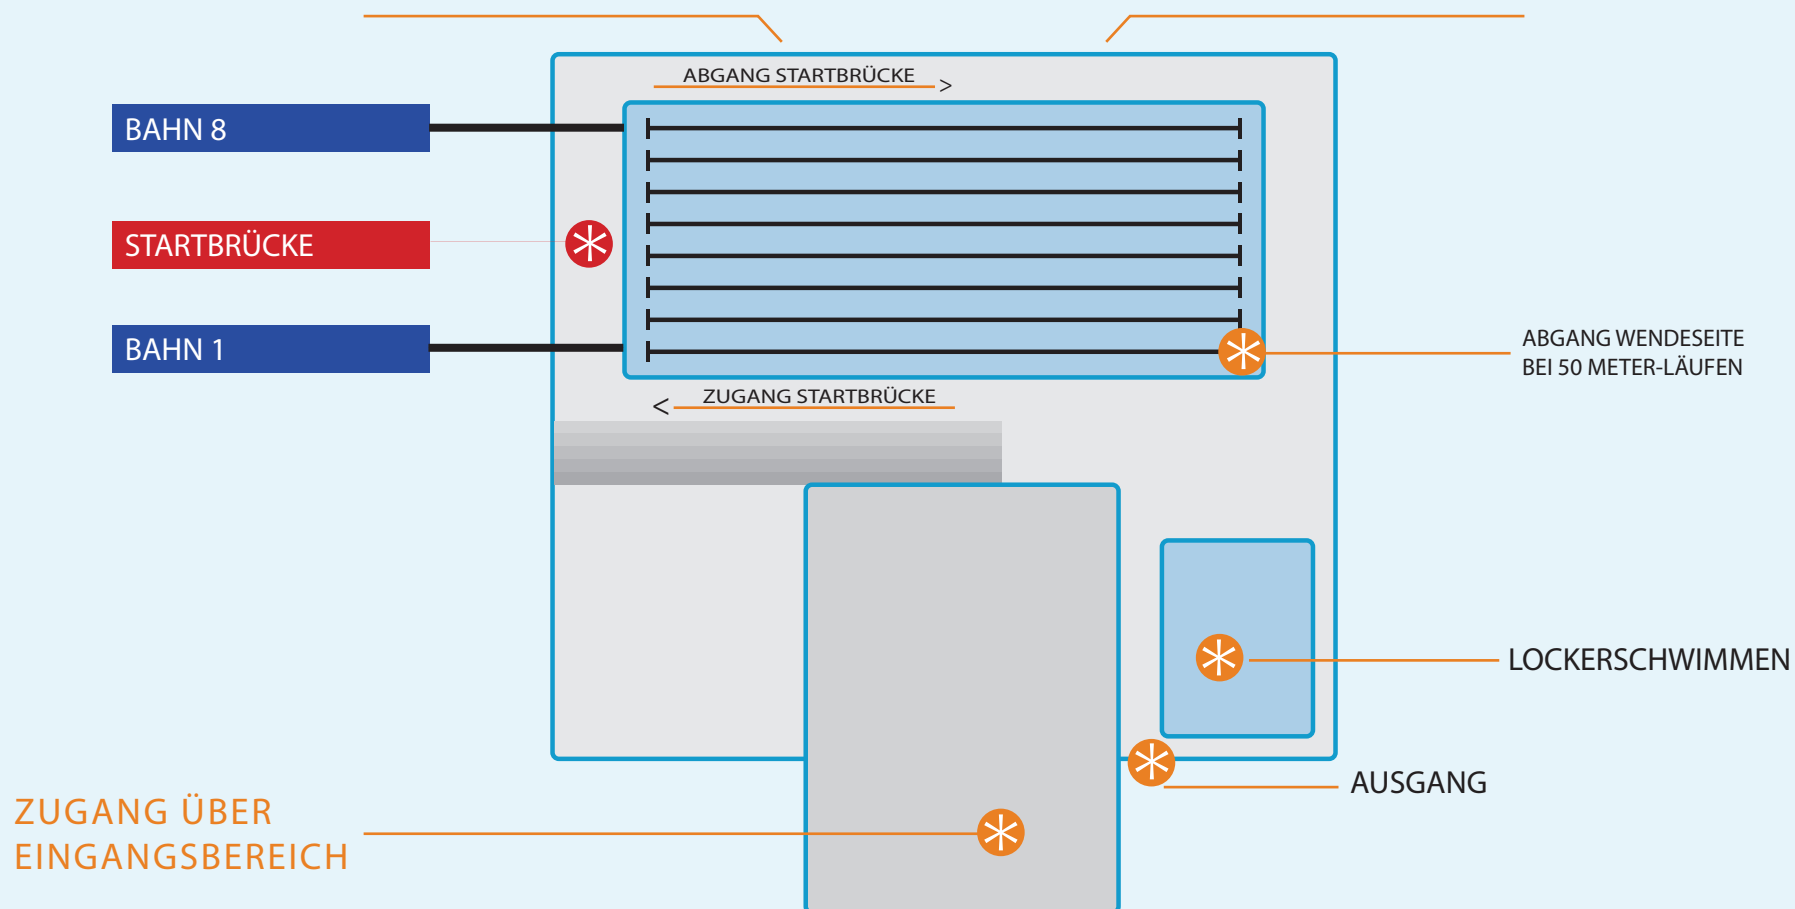 ABGANG STARTBRÜCKE >
BAHN 8
STARTBRÜCKE
BAHN 1
ABGANG WENDESEITE
BEI 50 METER-LÄUFEN
< ZUGANG STARTBRÜCKE
LOCKERSCHWIMMEN
AUSGANG
ZUGANG ÜBER
EINGANGSBEREICH